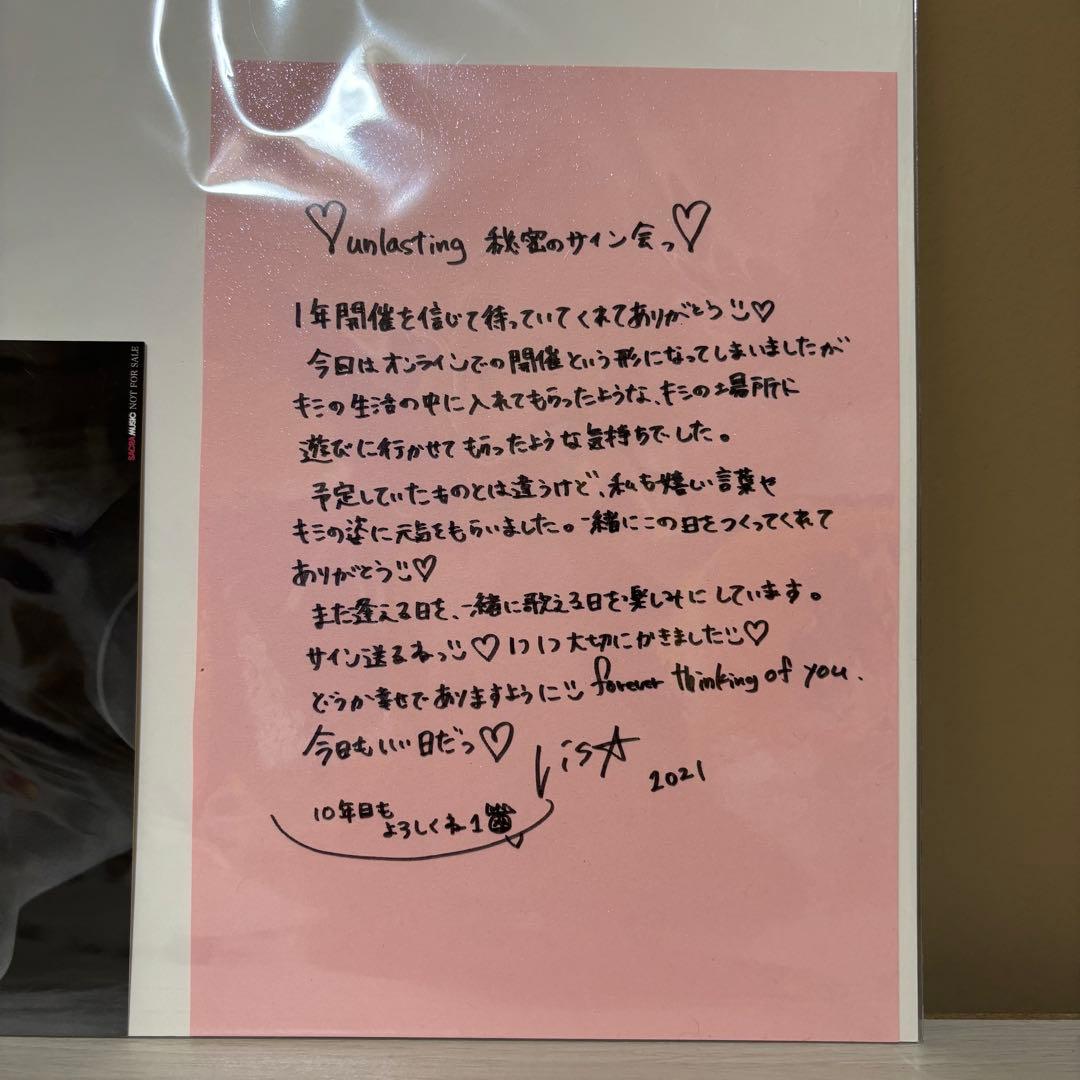 ♡unlasting 秘密のサイン会っ♡
1年開催を信じて待っていてくれてありがとう♡
今日はオンラインでの開催という形になってしまいましたが
キミの生活の中に入れてもらったような、キミの場所に
遊びに行かせてもらったような気持ちでした。
予定していたものとは違うけど、私も嬉しい言葉や
キミの姿に元気をもらいました。一緒にこの日をつくってくれて
ありがとう♡
また逢える日を、一緒に歌える日を楽しみにしています。
サイン送るねっ♡1つ1つ大切にかきました♡
どうか幸せでありますように forever thinking of you.
今日もいい日だっ♡
LiS☆
2021
10年目も
よろしくね
SACRA MUSIC NOT FOR SALE